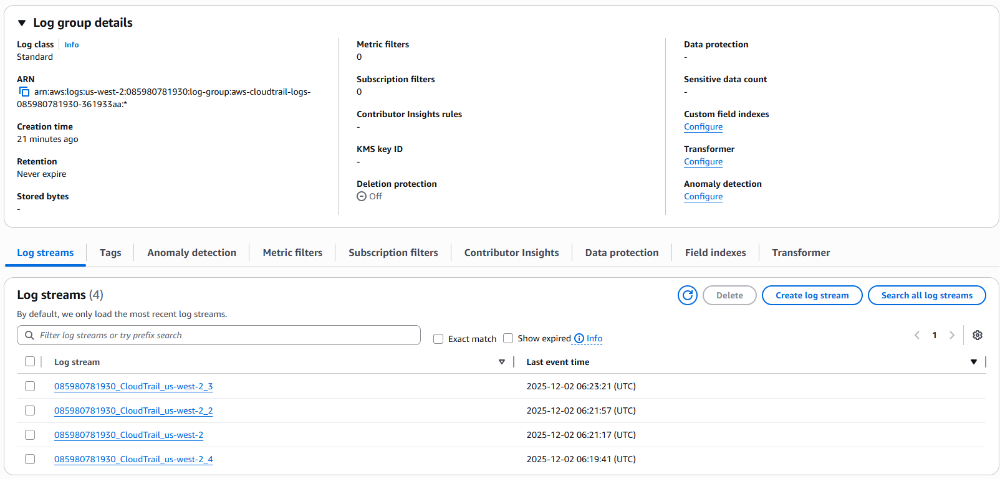 Log group details
Log class Info
Standard
ARN
arn:aws:logs:us-west-2:085980781930:log-group:aws-cloudtrail-logs-
085980781930-361933aa:*
Creation time
21 minutes ago
Retention
Never expire
Stored bytes
-
Metric filters
0
Subscription filters
0
Contributor Insights rules
-
KMS key ID
-
Deletion protection
Off
Data protection
-
Sensitive data count
-
Custom field indexes
Configure
Transformer
Configure
Anomaly detection
Configure
Log streams Tags Anomaly detection Metric filters Subscription filters Contributor Insights Data protection Field indexes Transformer
Log streams (4)
Delete Create log stream Search all log streams
By default, we only load the most recent log streams.
Filter log streams or try prefix search Exact match Show expired Info 1
Log stream Last event time
085980781930_CloudTrail_us-west-2_3 2025-12-02 06:23:21 (UTC)
085980781930_CloudTrail_us-west-2_2 2025-12-02 06:21:57 (UTC)
085980781930_CloudTrail_us-west-2 2025-12-02 06:21:17 (UTC)
085980781930_CloudTrail_us-west-2_4 2025-12-02 06:19:41 (UTC)